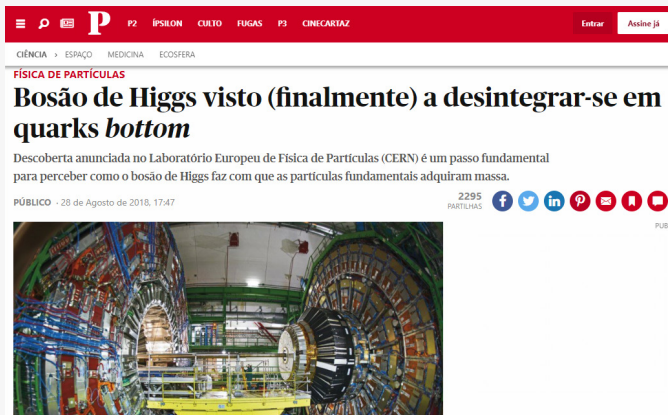 P P2 ÍPSILON CULTO FUGAS P3 CINECARTAZ Entrar Assine já
CIÊNCIA > ESPAÇO MEDICINA ECOSFERA
FÍSICA DE PARTÍCULAS
Bosão de Higgs visto (finalmente) a desintegrar-se em
quarks bottom
Descoberta anunciada no Laboratório Europeu de Física de Partículas (CERN) é um passo fundamental
para perceber como o bosão de Higgs faz com que as partículas fundamentais adquiram massa.
PÚBLICO - 28 de Agosto de 2018, 17:47
2295
PARTILHAS
PUB